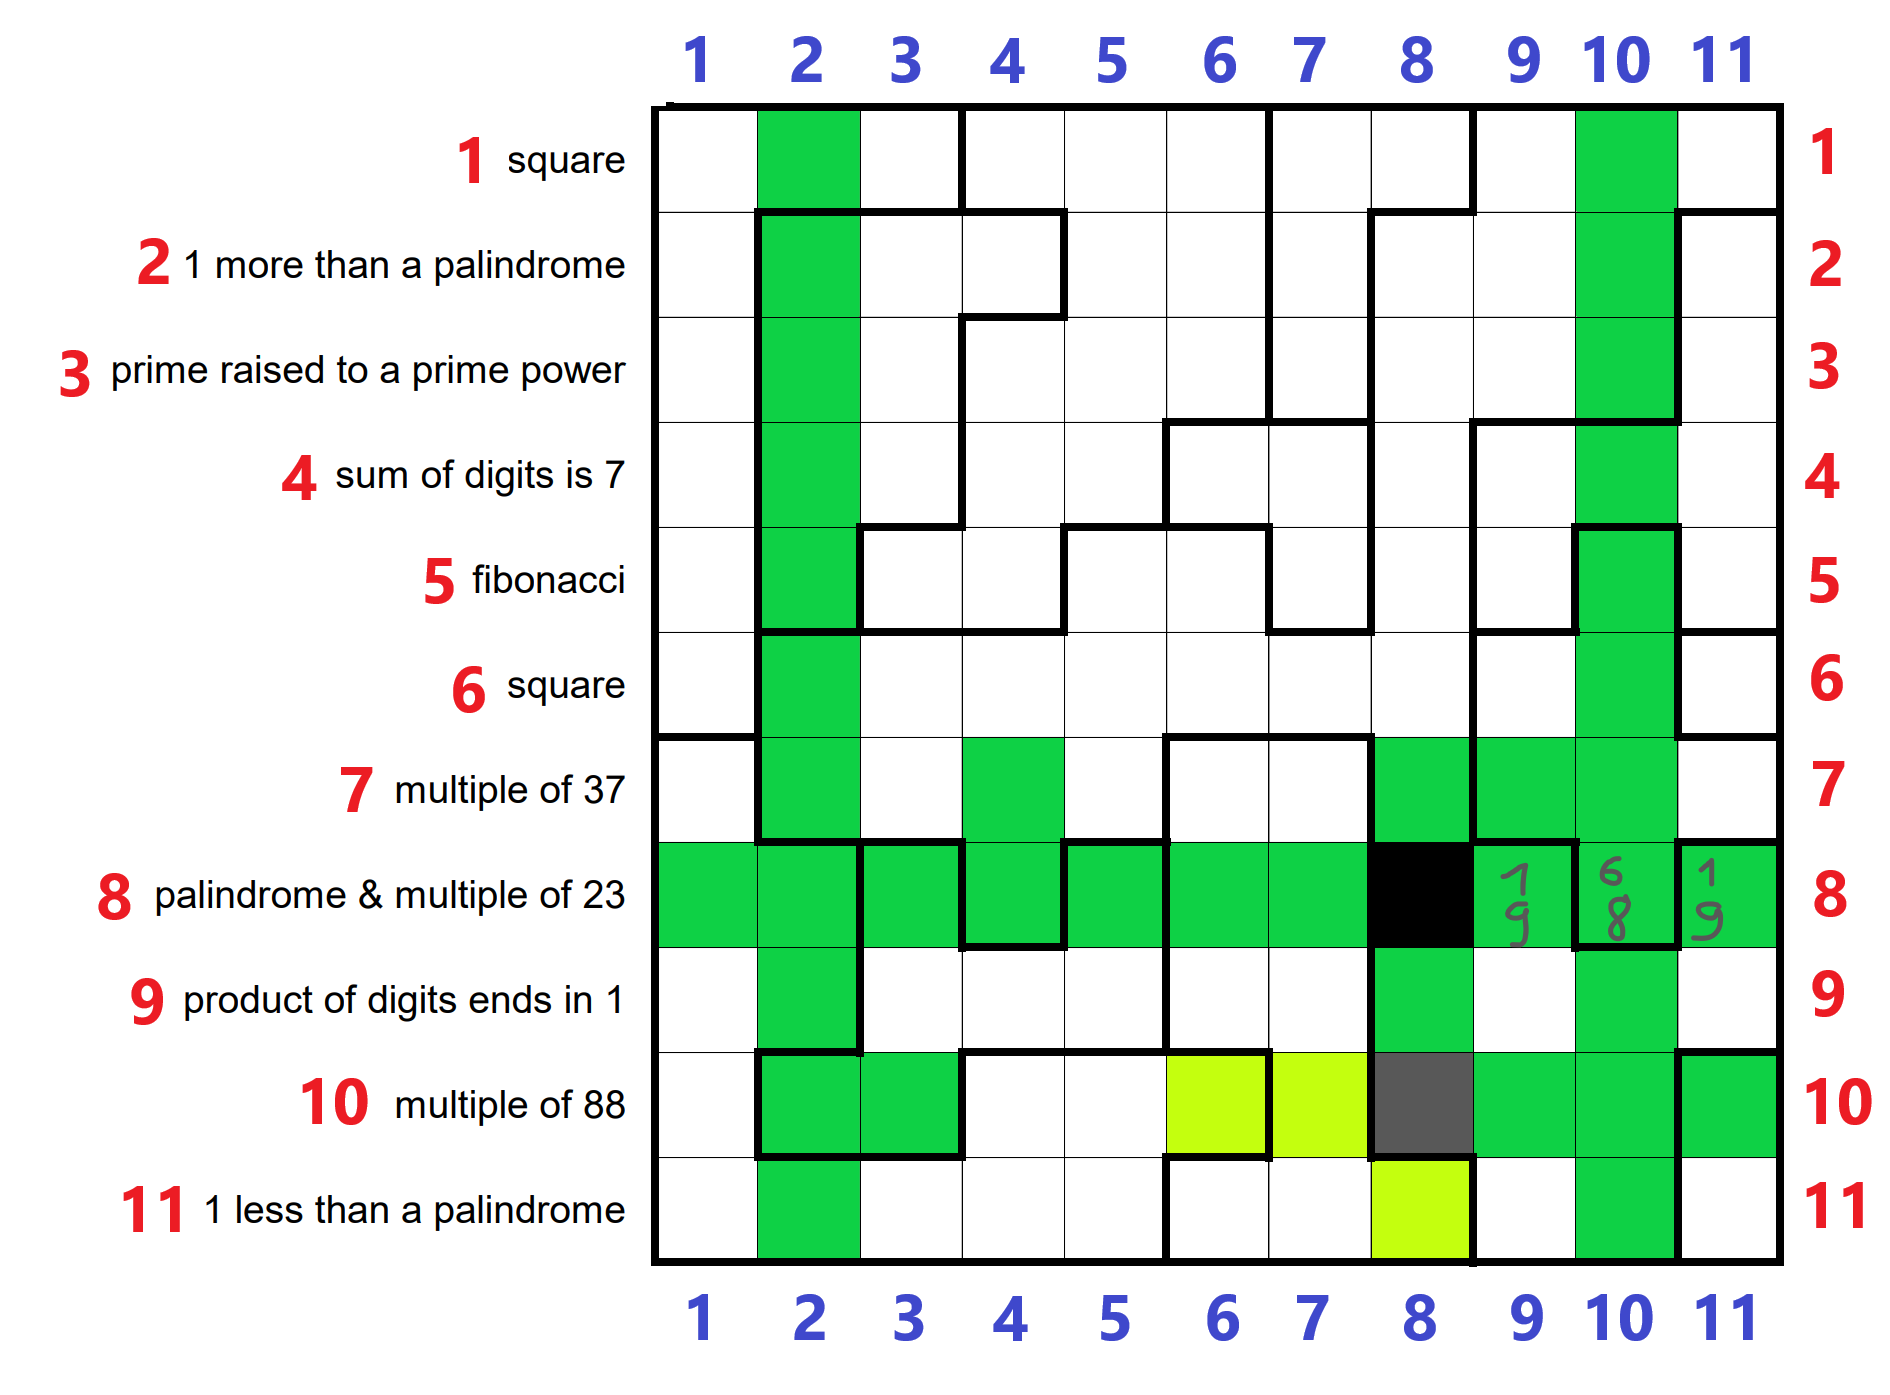 1 2 3 4 5 6 7 8 9 10 11
1 square 1
2 1 more than a palindrome 2
3 prime raised to a prime power 3
4 sum of digits is 7 4
5 fibonacci 5
6 square 6
7 multiple of 37 7
8 palindrome & multiple of 23 1 6 1 8
9 8 9
9 product of digits ends in 1 9
10 multiple of 88 10
11 1 less than a palindrome 11
1 2 3 4 5 6 7 8 9 10 11